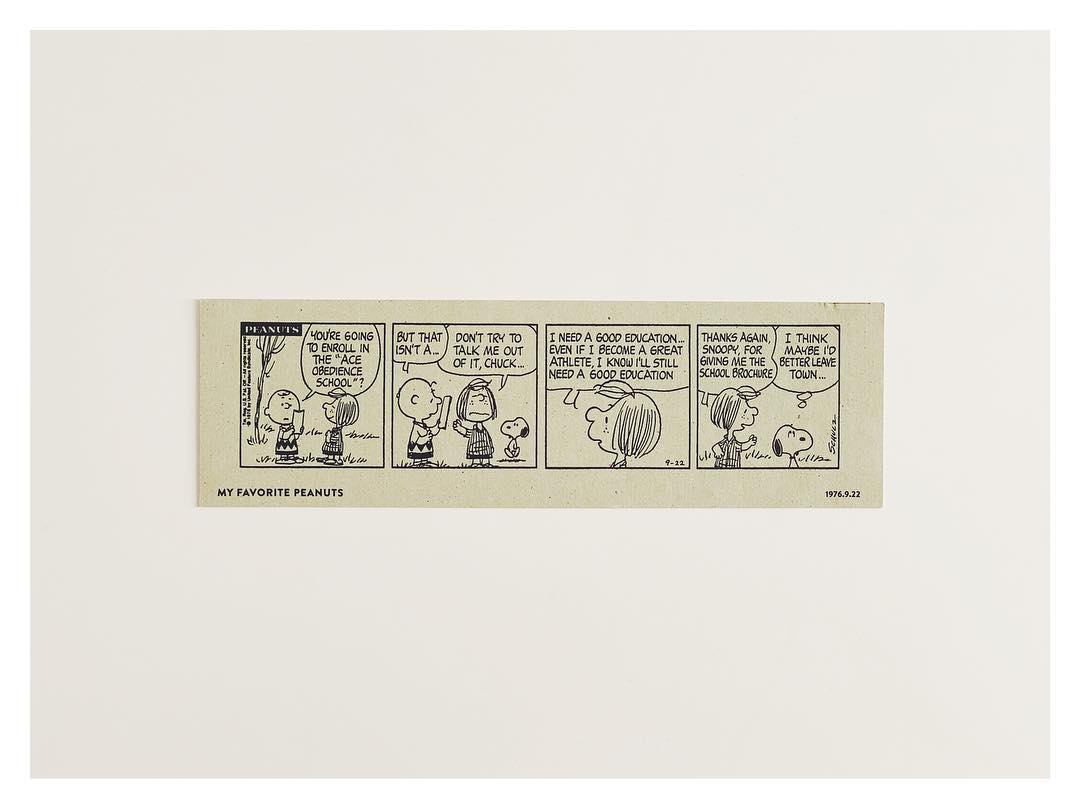 PEANUTS
YOU'RE GOING
TO ENROLL IN
THE "ACE
OBEDIENCE
SCHOOL"?
BUT THAT
ISN'T A...
DON'T TRY TO
TALK ME OUT
OF IT, CHUCK...
I NEED A GOOD EDUCATION...
EVEN IF I BECOME A GREAT
ATHLETE, I KNOW I'LL STILL
NEED A GOOD EDUCATION
9-22
THANKS AGAIN,
SNOOPY, FOR
GIVING ME THE
SCHOOL BROCHURE
I THINK
MAYBE I'D
BETTER LEAVE
TOWN...
SCHULZ
MY FAVORITE PEANUTS
1976.9.22